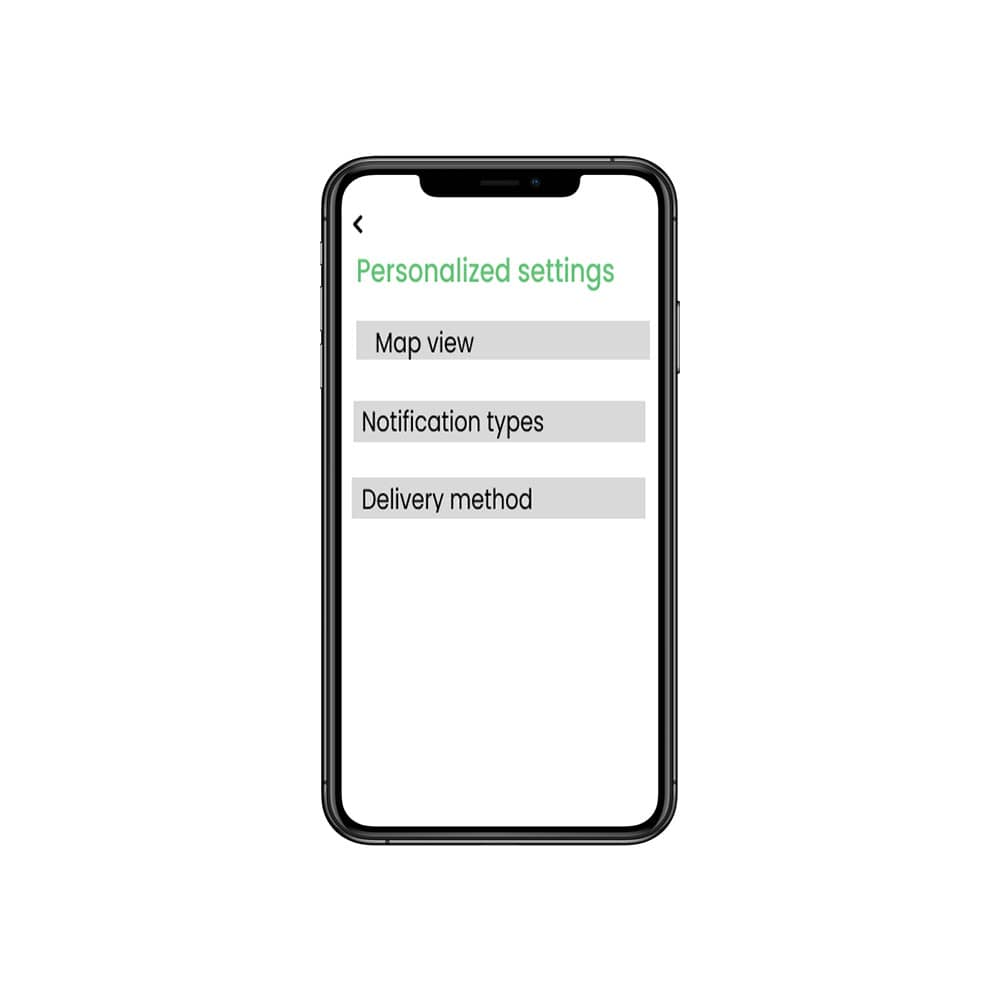 Personalized settings
Map view
Notification types
Delivery method